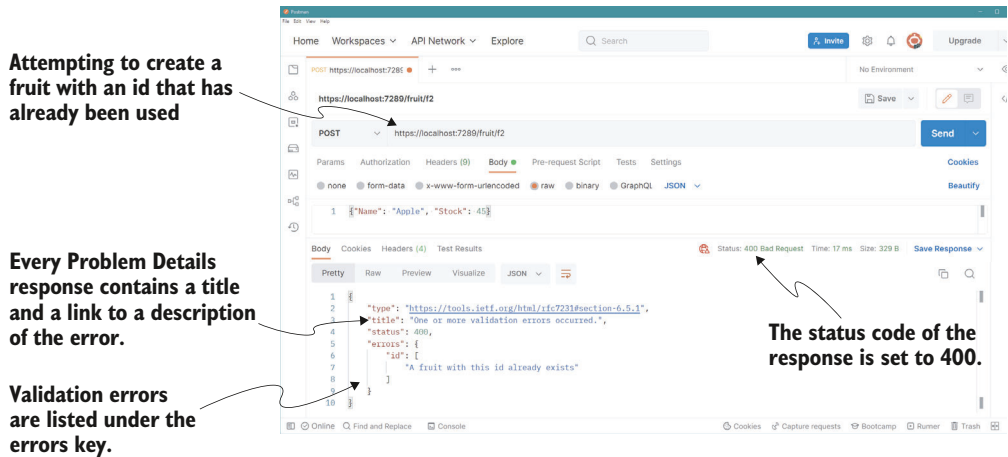 Postman
File Edit View Help
Home Workspaces API Network Explore Search Invite Upgrade
POST https://localhost:7289 No Environment
https://localhost:7289/fruit/f2 Save
POST https://localhost:7289/fruit/f2 Send
Params Authorization Headers (9) Body Pre-request Script Tests Settings Cookies
none form-data x-www-form-urlencoded raw binary GraphQL JSON Beautify
1 {"Name": "Apple", "Stock": 45}
Body Cookies Headers (4) Test Results Status: 400 Bad Request Time: 17 ms Size: 329 B Save Response
Pretty Raw Preview Visualize JSON
1 {
2 "type": "https://tools.ietf.org/html/rfc7231#section-6.5.1",
3 "title": "One or more validation errors occurred.",
4 "status": 400,
5 "errors": {
6 "id": [
7 "A fruit with this id already exists"
8 ]
9 }
10 }
Online Find and Replace Console Cookies Capture requests Bootcamp Runner Trash
Attempting to create a
fruit with an id that has
already been used
Every Problem Details
response contains a title
and a link to a description
of the error.
Validation errors
are listed under the
errors key.
The status code of the
response is set to 400.